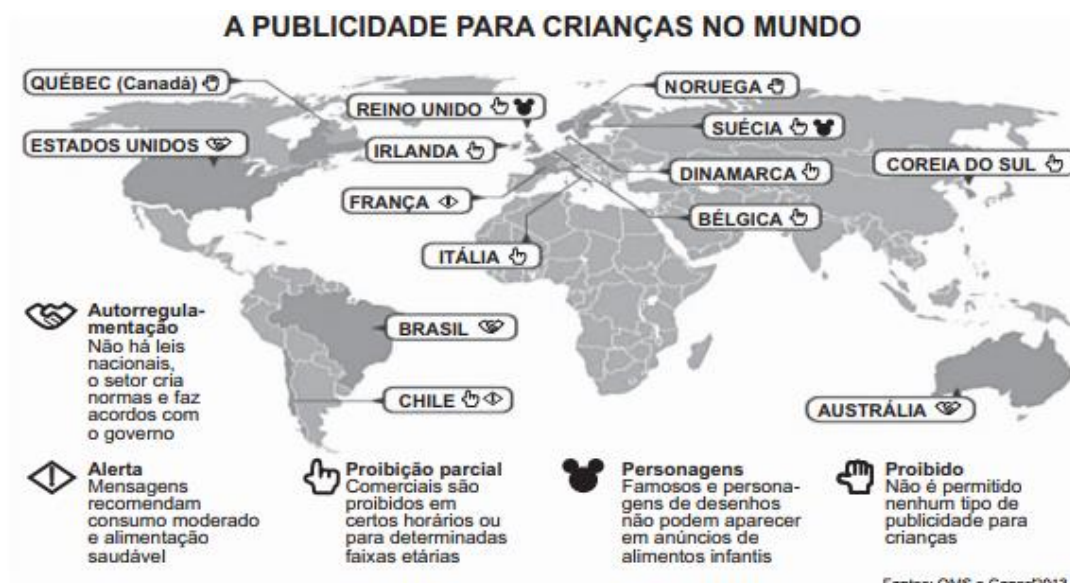 A PUBLICIDADE PARA CRIANÇAS NO MUNDO
QUÉBEC (Canadá)
NORUEGA
REINO UNIDO
SUÉCIA
ESTADOS UNIDOS
IRLANDA
DINAMARCA
COREIA DO SUL
FRANÇA
BÉLGICA
ITÁLIA
BRASIL
CHILE
AUSTRÁLIA
Autorregula-
mentação
Não há leis
nacionais,
o setor cria
normas e faz
acordos com
o governo
Alerta
Mensagens
recomendam
consumo moderado
e alimentação
saudável
Proibição parcial
Comerciais são
proibidos em
certos horários ou
para determinadas
faixas etárias
Personagens
Famosos e persona-
gens de desenhos
não podem aparecer
em anúncios de
alimentos infantis
Proibido
Não é permitido
nenhum tipo de
publicidade para
crianças